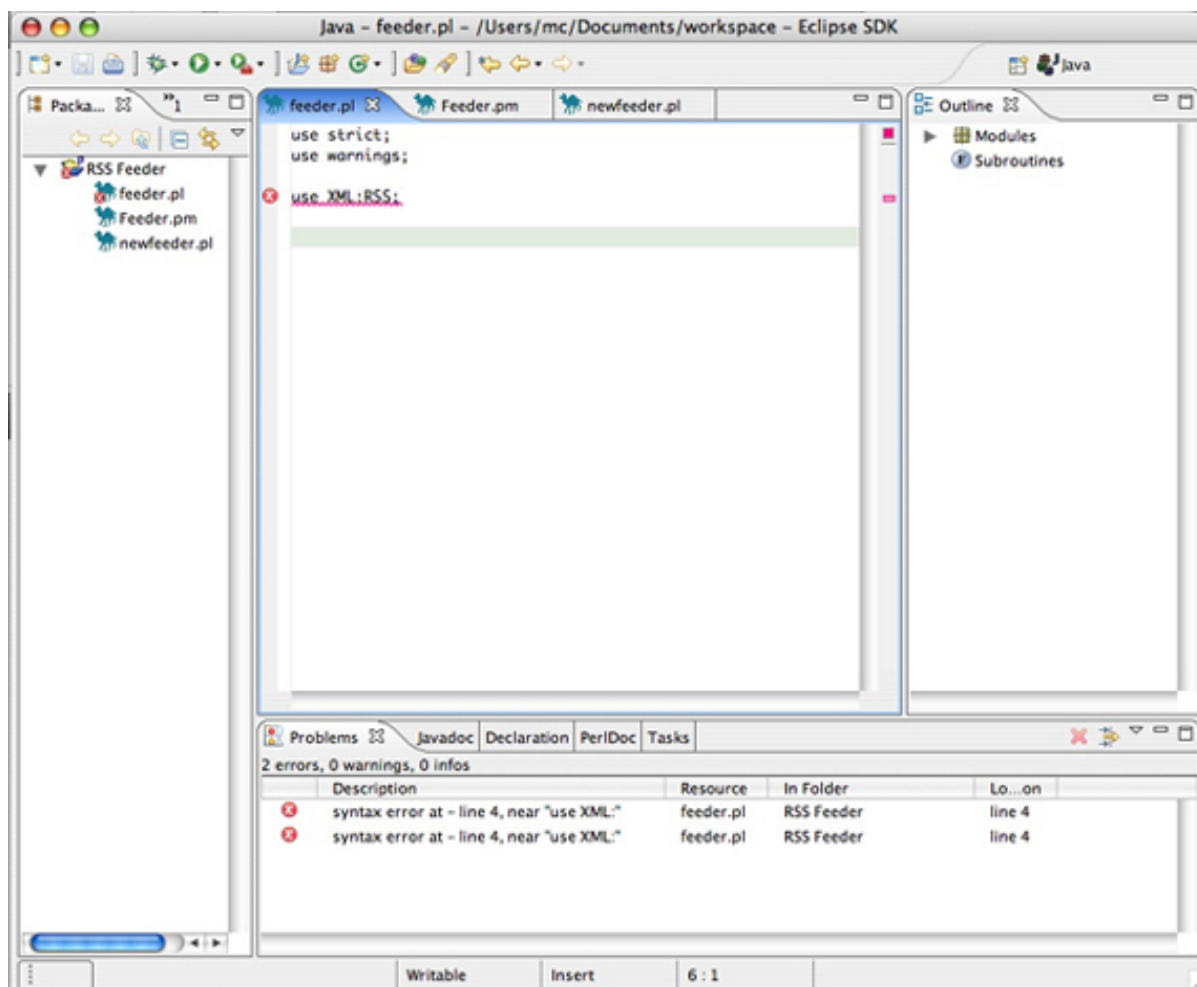 Java – feeder.pl – /Users/mc/Documents/workspace – Eclipse SDK
Java
Packa... »1
RSS Feeder
feeder.pl
Feeder.pm
newfeeder.pl
feeder.pl Feeder.pm newfeeder.pl
use strict;
use warnings;
use XML:RSS;
Outline
Modules
Subroutines
Problems Javadoc Declaration PerlDoc Tasks
2 errors, 0 warnings, 0 infos
Description Resource In Folder Lo...on
syntax error at - line 4, near "use XML:" feeder.pl RSS Feeder line 4
syntax error at - line 4, near "use XML:" feeder.pl RSS Feeder line 4
Writable Insert 6 : 1